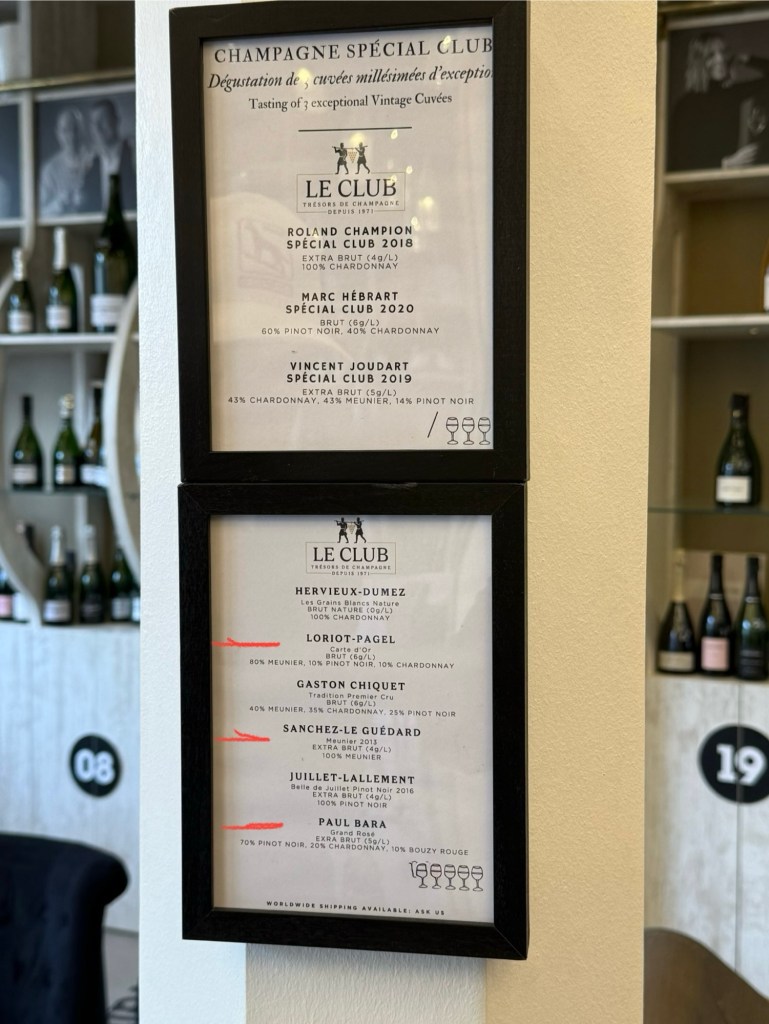 CHAMPAGNE SPÉCIAL CLUB
Dégustation de 3 cuvées millésimées d'exceptio
Tasting of 3 exceptional Vintage Cuvées
LE CLUB
TRÉSORS DE CHAMPAGNE
DEPUIS 1971
ROLAND CHAMPION
SPÉCIAL CLUB 2018
EXTRA BRUT (4g/L)
100% CHARDONNAY
MARC HÉBRART
SPÉCIAL CLUB 2020
BRUT (6g/L)
60% PINOT NOIR, 40% CHARDONNAY
VINCENT JOUDART
SPÉCIAL CLUB 2019
EXTRA BRUT (5g/L)
43% CHARDONNAY, 43% MEUNIER, 14% PINOT NOIR
/
LE CLUB
TRÉSORS DE CHAMPAGNE
DEPUIS 1971
HERVIEUX-DUMEZ
Les Grains Blancs Nature
BRUT NATURE (0g/L)
100% CHARDONNAY
LORIOT-PAGEL
Carte d'Or
BRUT (6g/L)
80% MEUNIER, 10% PINOT NOIR, 10% CHARDONNAY
GASTON CHIQUET
Tradition Premier Cru
BRUT (6g/L)
40% MEUNIER, 35% CHARDONNAY, 25% PINOT NOIR
SANCHEZ-LE GUÉDARD
Meunier 2013
EXTRA BRUT (4g/L)
100% MEUNIER
JUILLET-LALLEMENT
Belle de Juillet Pinot Noir 2016
EXTRA BRUT (4g/L)
100% PINOT NOIR
PAUL BARA
Grand Rosé
EXRA BRUT (5g/L)
70% PINOT NOIR, 20% CHARDONNAY, 10% BOUZY ROUGE
WORLDWIDE SHIPPING AVAILABLE: ASK US
08
19